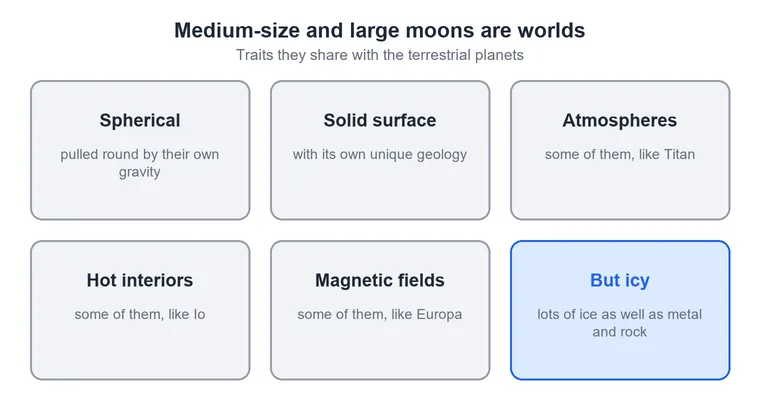 Medium-size and large moons are worlds
Traits they share with the terrestrial planets
Spherical
pulled round by their own
gravity
Solid surface
with its own unique geology
Atmospheres
some of them, like Titan
Hot interiors
some of them, like Io
Magnetic fields
some of them, like Europa
But icy
lots of ice as well as metal
and rock